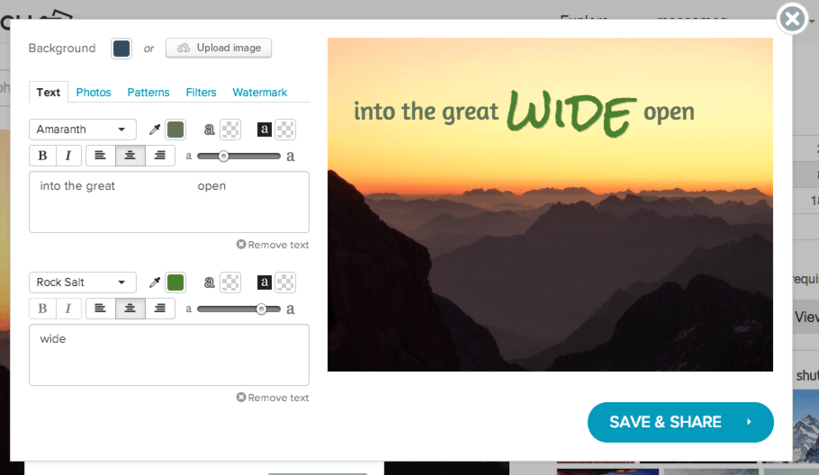 Explore
Background or Upload image
Text Photos Patterns Filters Watermark
Amaranth a a
B I a a
into the great open
Remove text
Rock Salt a a
B I a a
wide
Remove text
into the great WIDE open
SAVE & SHARE
View
shut